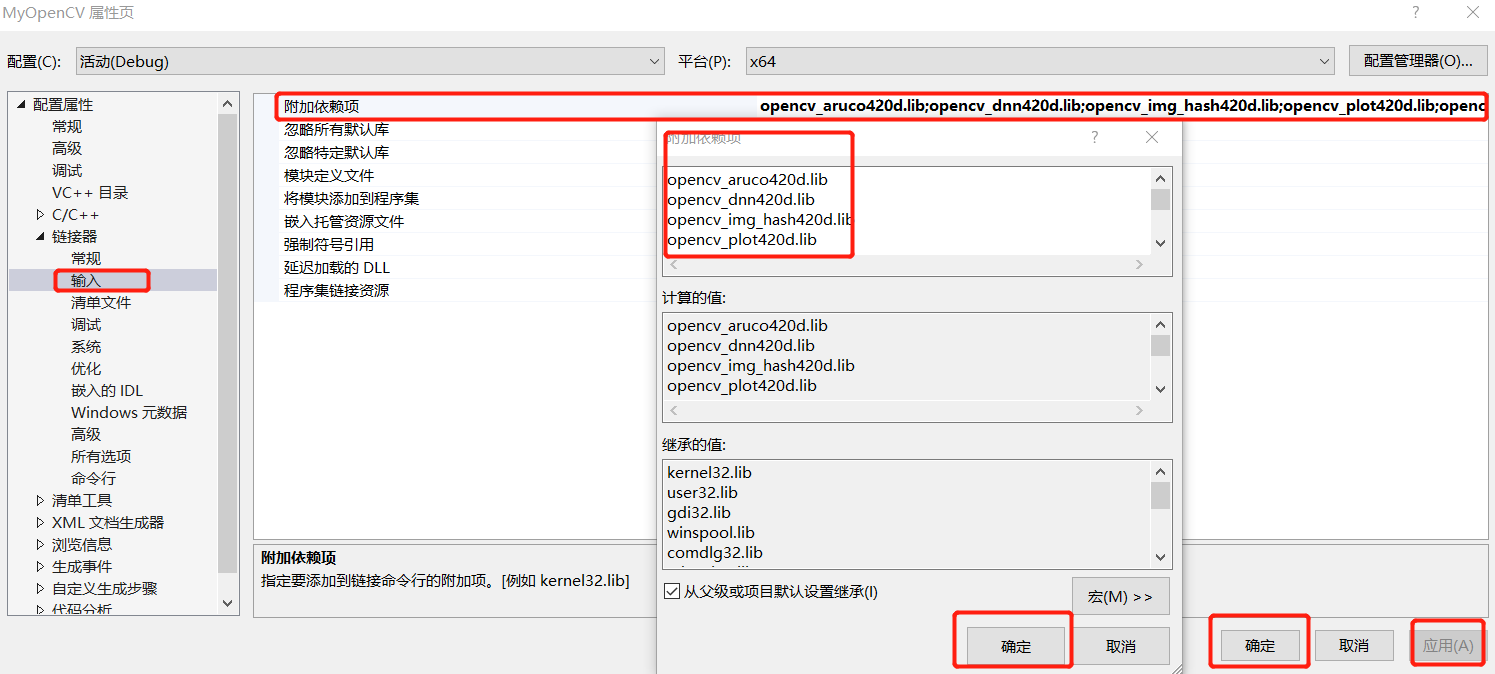 MyOpenCV 属性页
配置(C):
活动(Debug)
平台(P):
x64
配置管理器(O)...
配置属性
常规
高级
调试
VC++ 目录
C/C++
链接器
常规
输入
清单文件
调试
系统
优化
嵌入的 IDL
Windows 元数据
高级
所有选项
命令行
清单工具
XML 文档生成器
浏览信息
生成事件
自定义生成步骤
代码分析
附加依赖项
opencv_aruco420d.lib;opencv_dnn420d.lib;opencv_img_hash420d.lib;opencv_plot420d.lib;openc
忽略所有默认库
忽略特定默认库
模块定义文件
将模块添加到程序集
嵌入托管资源文件
强制符号引用
延迟加载的 DLL
程序集链接资源
附加依赖项
指定要添加到链接命令行的附加项。[例如 kernel32.lib]
附加依赖项
opencv_aruco420d.lib
opencv_dnn420d.lib
opencv_img_hash420d.lib
opencv_plot420d.lib
计算的值:
opencv_aruco420d.lib
opencv_dnn420d.lib
opencv_img_hash420d.lib
opencv_plot420d.lib
继承的值:
kernel32.lib
user32.lib
gdi32.lib
winspool.lib
comdlg32.lib
从父级或项目默认设置继承(I)
宏(M) >>
确定
取消
确定
取消
应用(A)